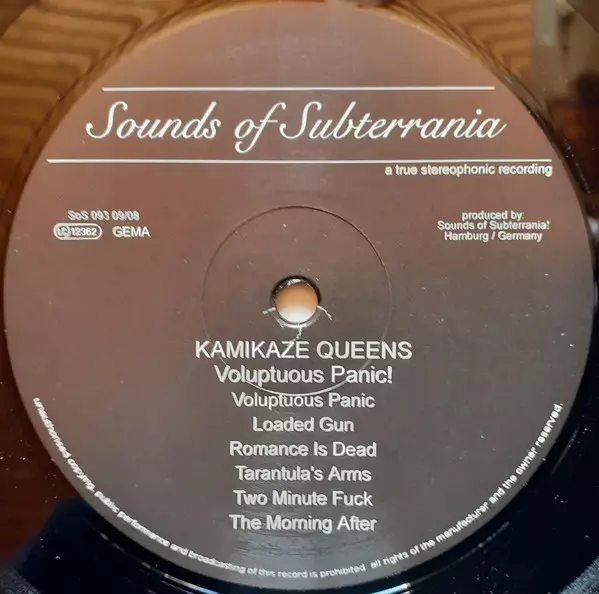 Sounds of Subterrania
a true stereophonic recording
SoS 093 09/08
LC 12362 GEMA
produced by
Sounds of Subterrania!
Hamburg / Germany
KAMIKAZE QUEENS
Voluptuous Panic!
Voluptuous Panic
Loaded Gun
Romance Is Dead
Tarantula's Arms
Two Minute Fuck
The Morning After
unauthorised copying, public performance and broadcasting of this record is prohibited all rights of the manufacturer and the owner reserved.